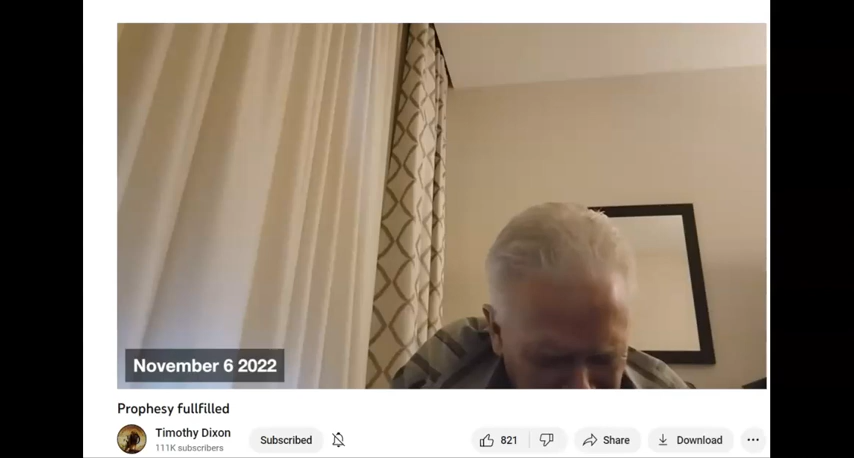 November 6 2022
Prophesy fullfilled
Timothy Dixon
111K subscribers
Subscribed
821
Share
Download